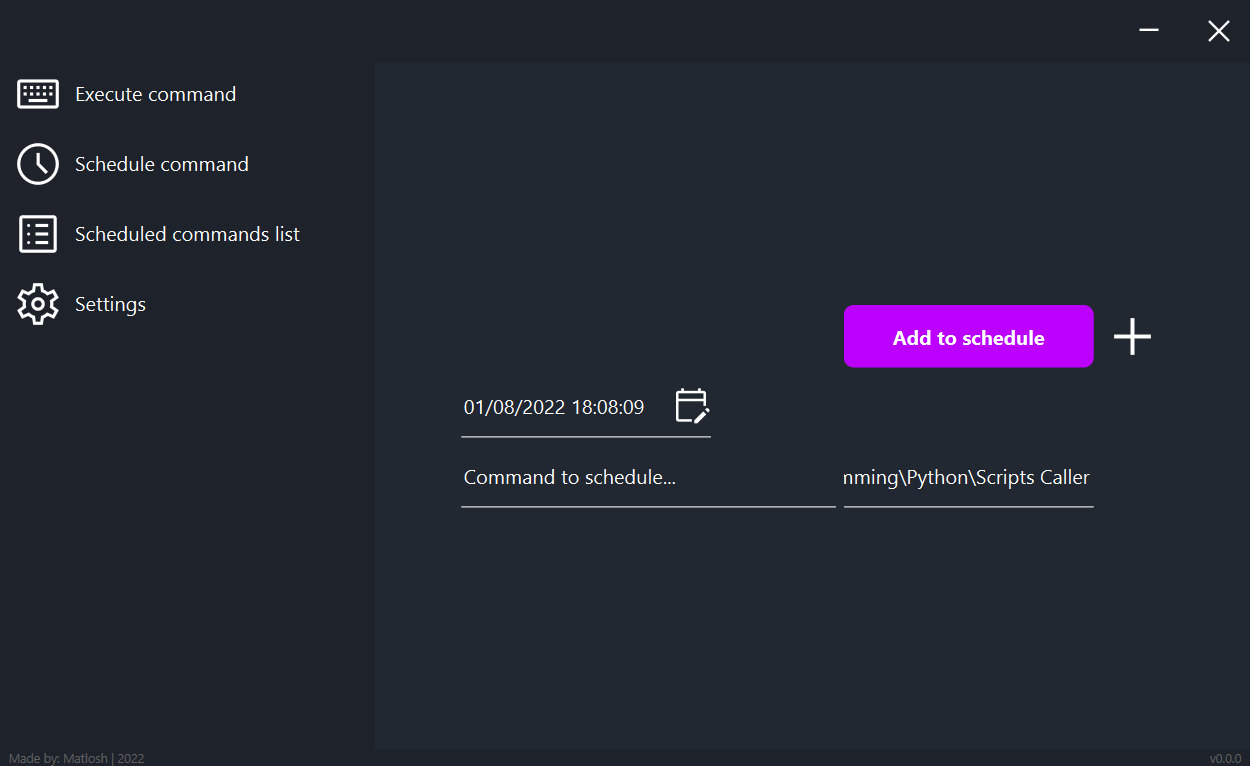 Execute command
Schedule command
Scheduled commands list
Settings
Add to schedule
01/08/2022 18:08:09
Command to schedule...
mming\Python\Scripts Caller
Made by: Matlosh | 2022
v0.0.0